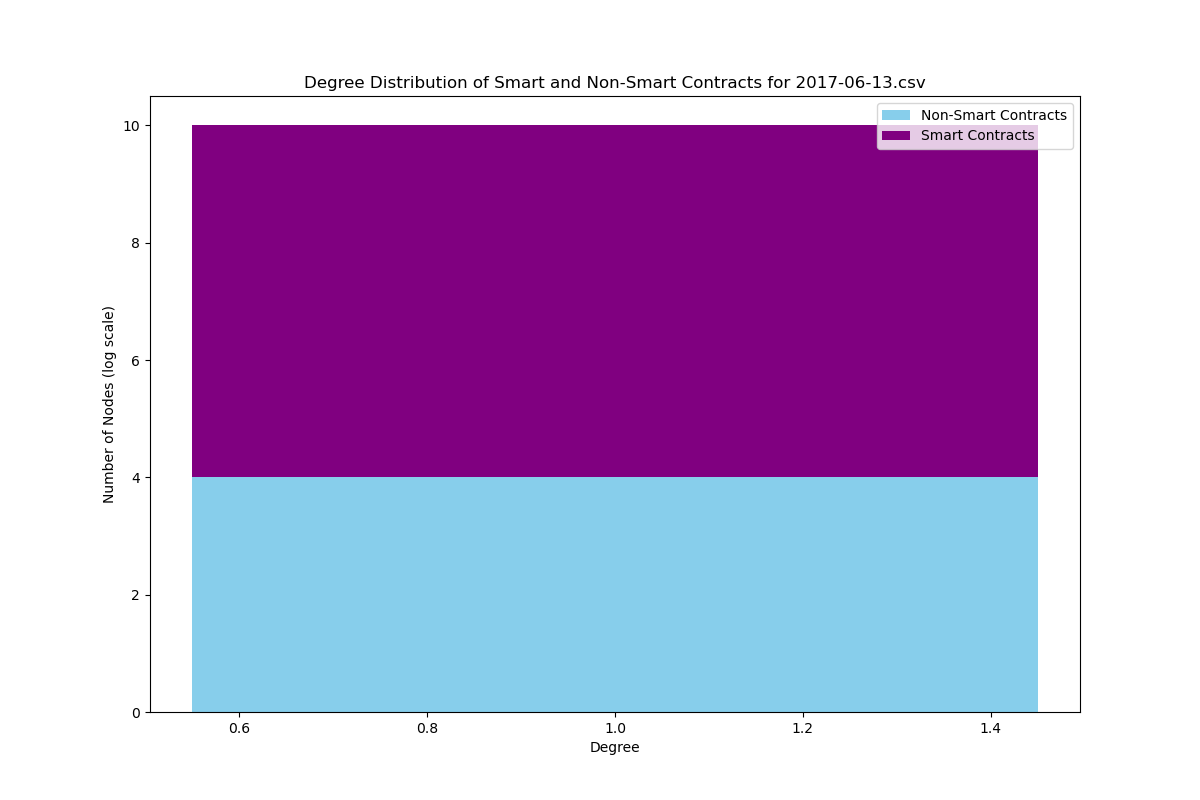 Degree Distribution of Smart and Non-Smart Contracts for 2017-06-13.csv
Non-Smart Contracts
Smart Contracts
10
8
6
4
2
0
Number of Nodes (log scale)
0.6 0.8 1.0 1.2 1.4
Degree